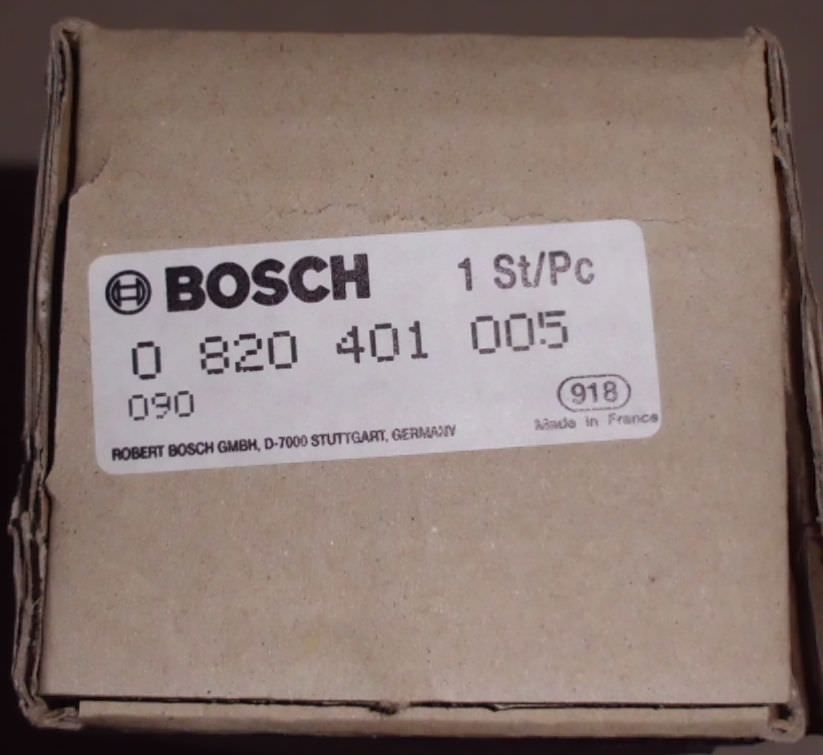 BOSCH 1 St/Pc
0 820 401 005
090
918
Made in France
ROBERT BOSCH GMBH, D-7000 STUTTGART, GERMANY